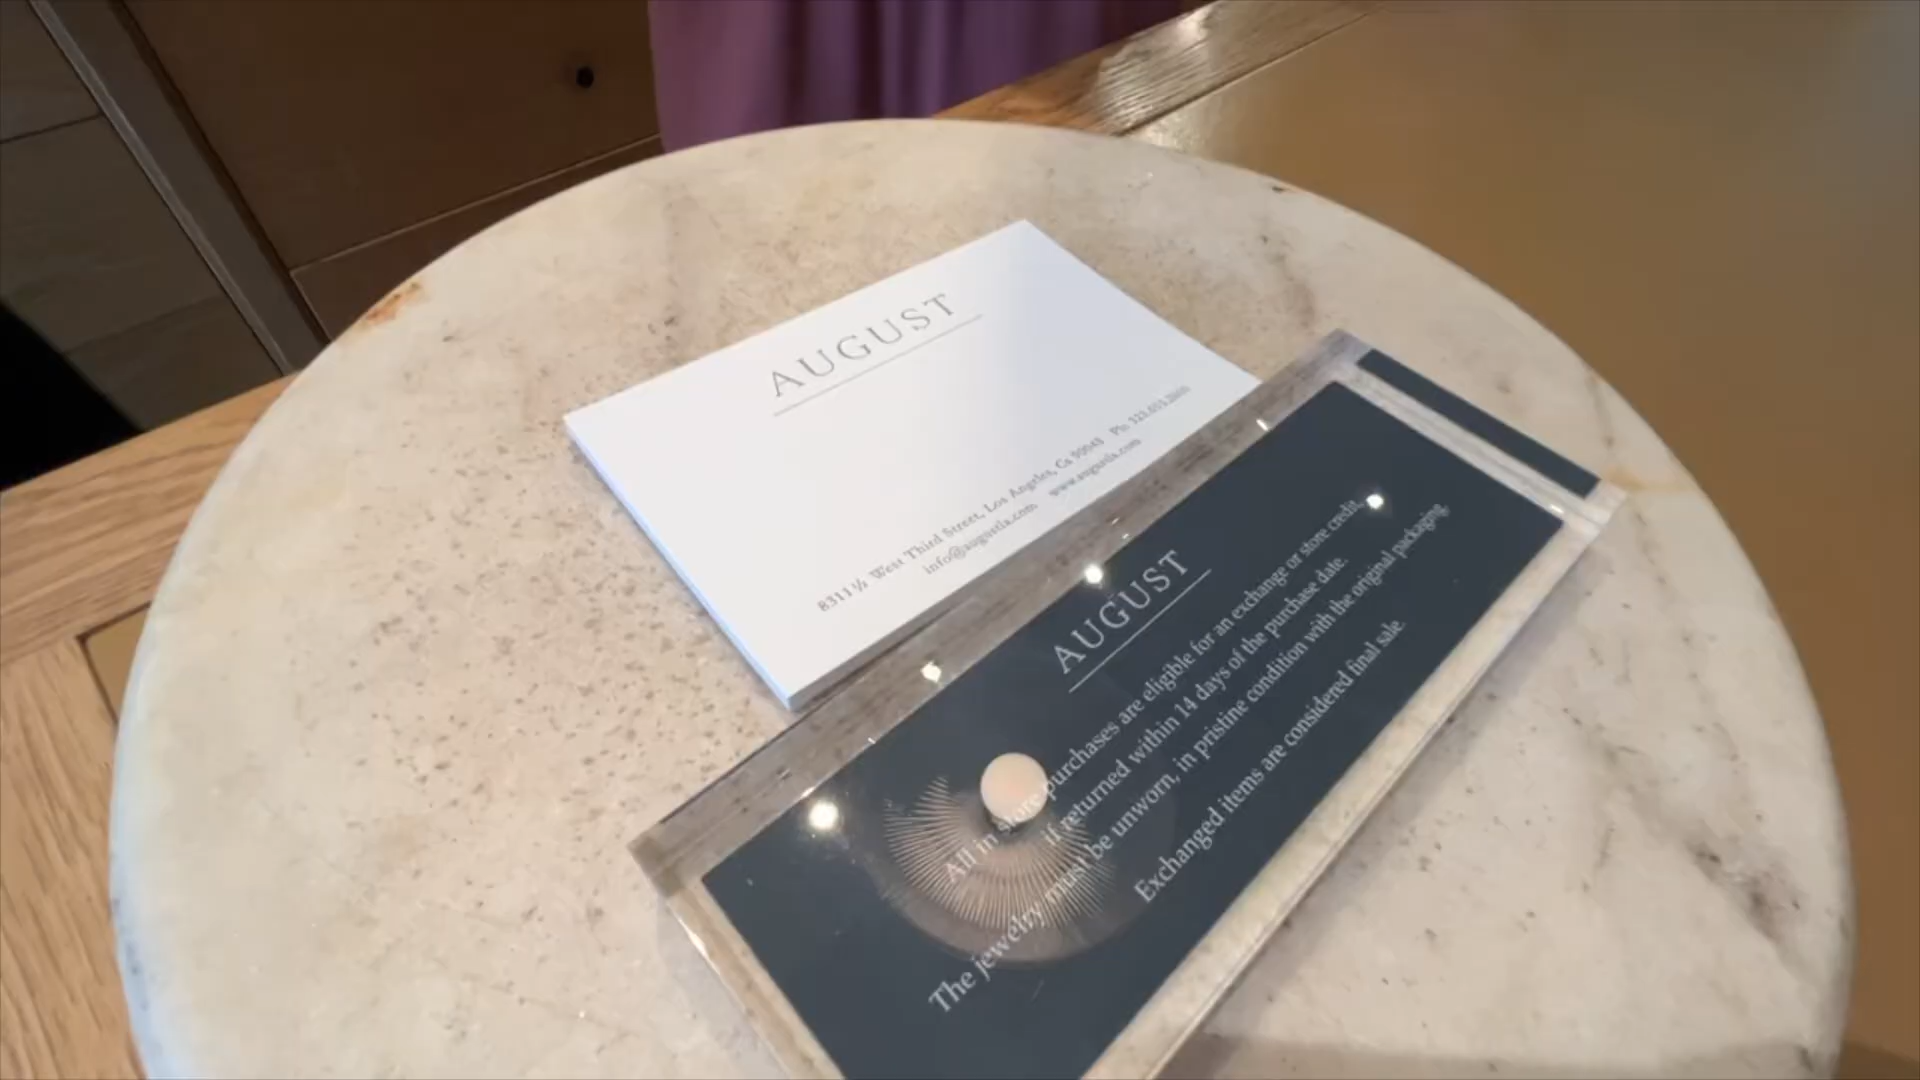 AUGUST
8311½ West Third Street, Los Angeles, Ca 90048 Ph
info@augustla.com www.augustla.com
AUGUST
All in store purchases are eligible for an exchange or store credit,
if returned within 14 days of the purchase date.
The jewelry must be unworn, in pristine condition with the original packaging.
Exchanged items are considered final sale.